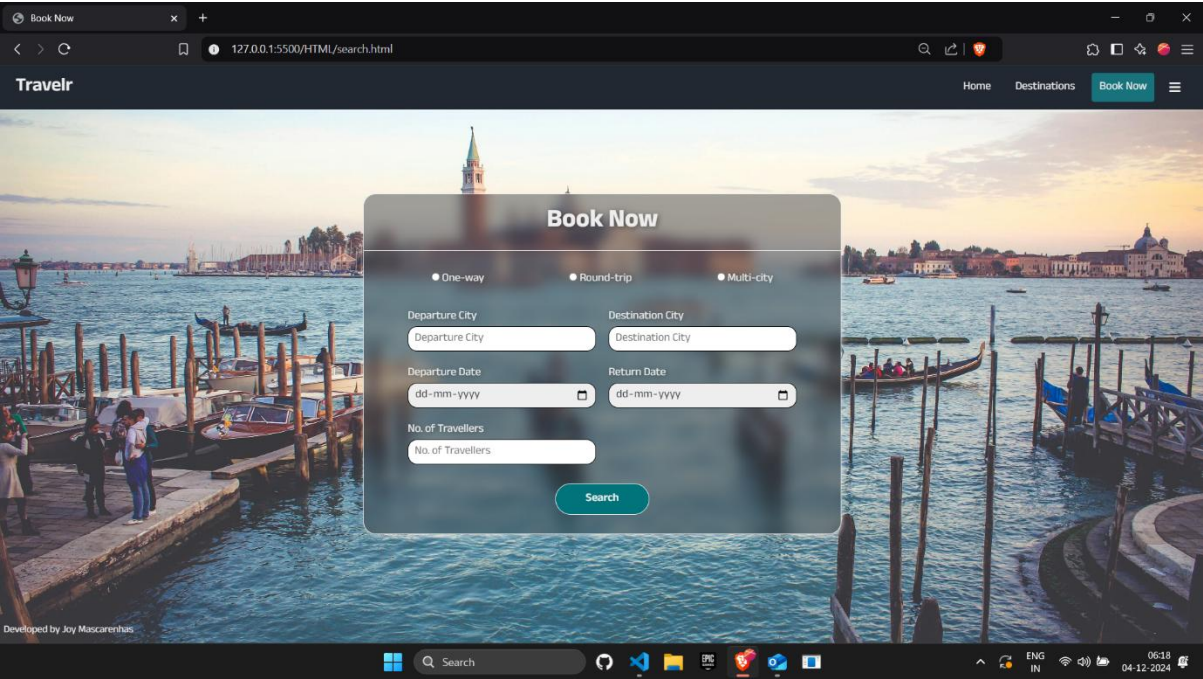 Book Now
127.0.0.1:5500/HTML/search.html
Travelr
Home Destinations Book Now
Book Now
One-way Round-trip Multi-city
Departure City Destination City
Departure City Destination City
Departure Date Return Date
dd-mm-yyyy dd-mm-yyyy
No. of Travellers
No. of Travellers
Search
Developed by Joy Mascarenhas
Search
EPIC
GAMES
ENG
IN
06:18
04-12-2024